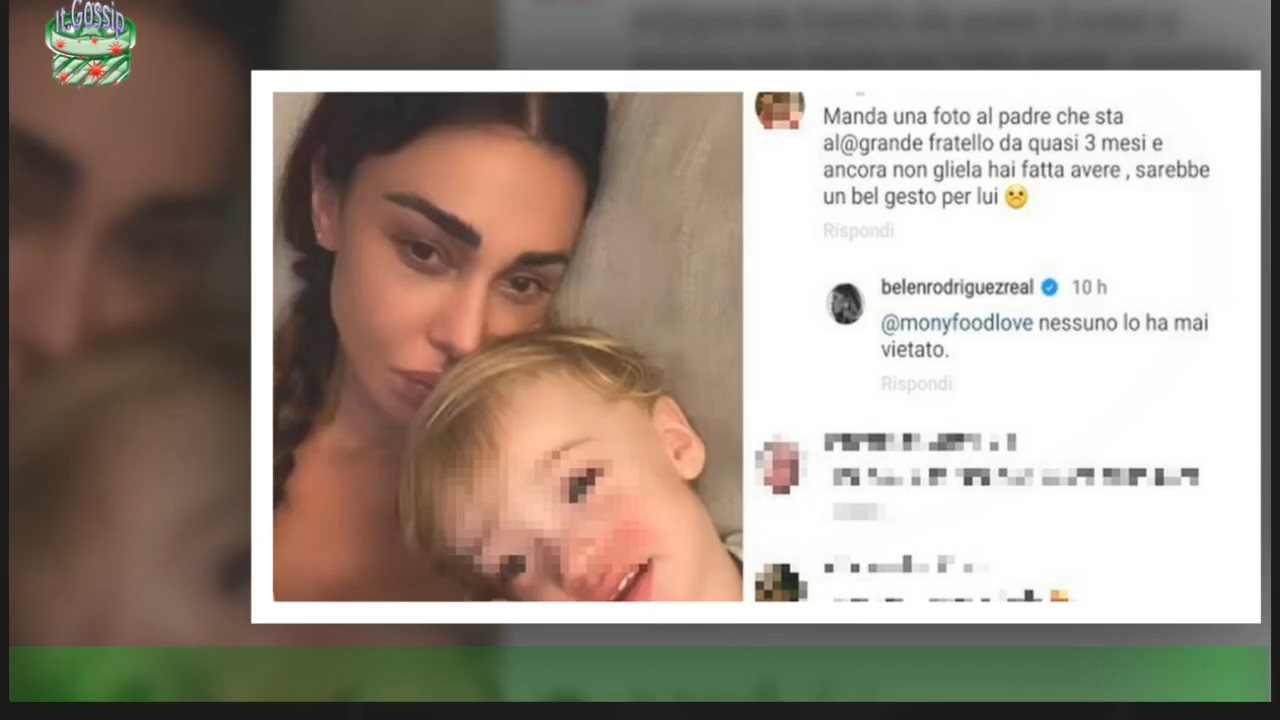 It.Gossip
Manda una foto al padre che sta
al@grande fratello da quasi 3 mesi e
ancora non gliela hai fatta avere , sarebbe
un bel gesto per lui 😕
Rispondi
belenrodriguezreal 10 h
@monyfoodlove nessuno lo ha mai
vietato.
Rispondi